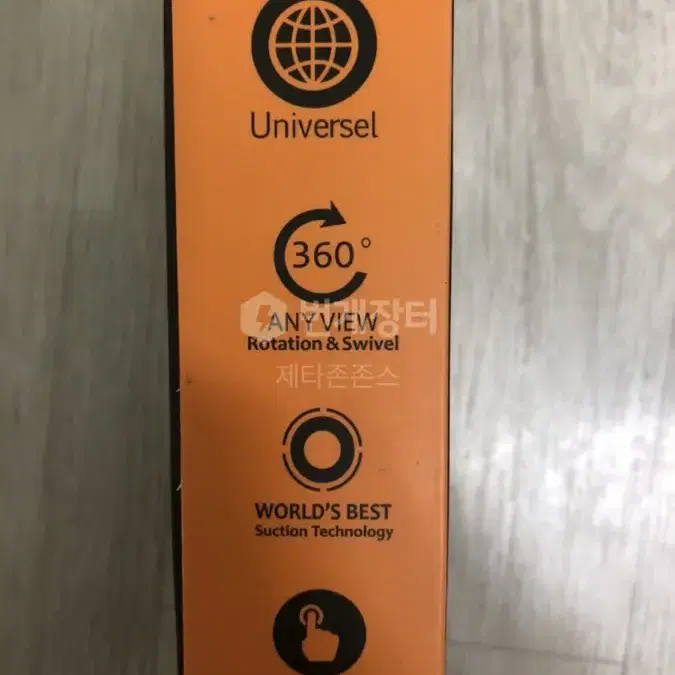 Universel
360°
번개장터
ANY VIEW
Rotation & Swivel
제타존존스
WORLD'S BEST
Suction Technology